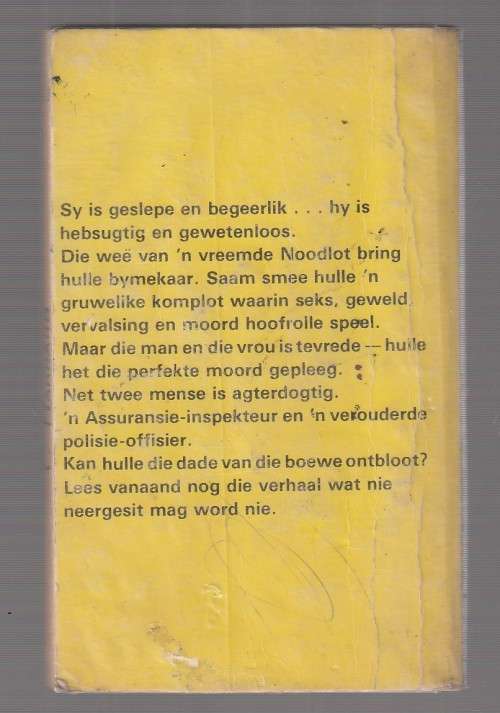 Sy is geslepe en begeerlik . . . hy is
hebsugtig en gewetenloos.
Die weë van 'n vreemde Noodlot bring
hulle bymekaar. Saam smee hulle 'n
gruwelike komplot waarin seks, geweld,
vervalsing en moord hoofrolle speel.
Maar die man en die vrou is tevrede — hulle
het die perfekte moord gepleeg.
Net twee mense is agterdogtig.
'n Assuransie-inspekteur en 'n verouderde
polisie-offisier.
Kan hulle die dade van die boewe ontbloot?
Lees vanaand nog die verhaal wat nie
neergesit mag word nie.